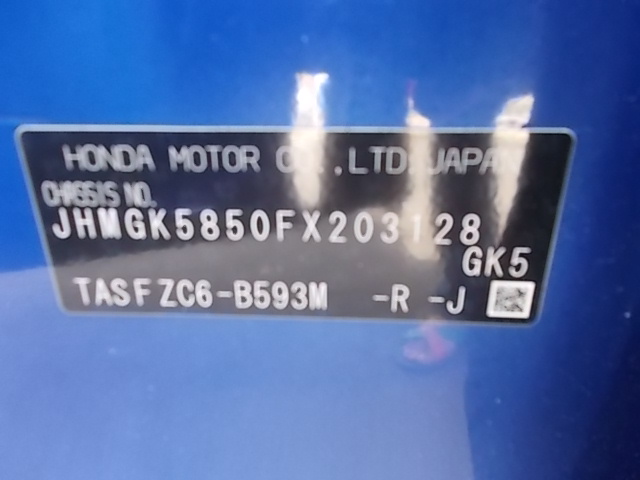 HONDA MOTOR CO.,LTD.JAPAN
CHASSIS NO.
JHMGK5850FX203128
GK5
TASFZC6-B593M -R -J